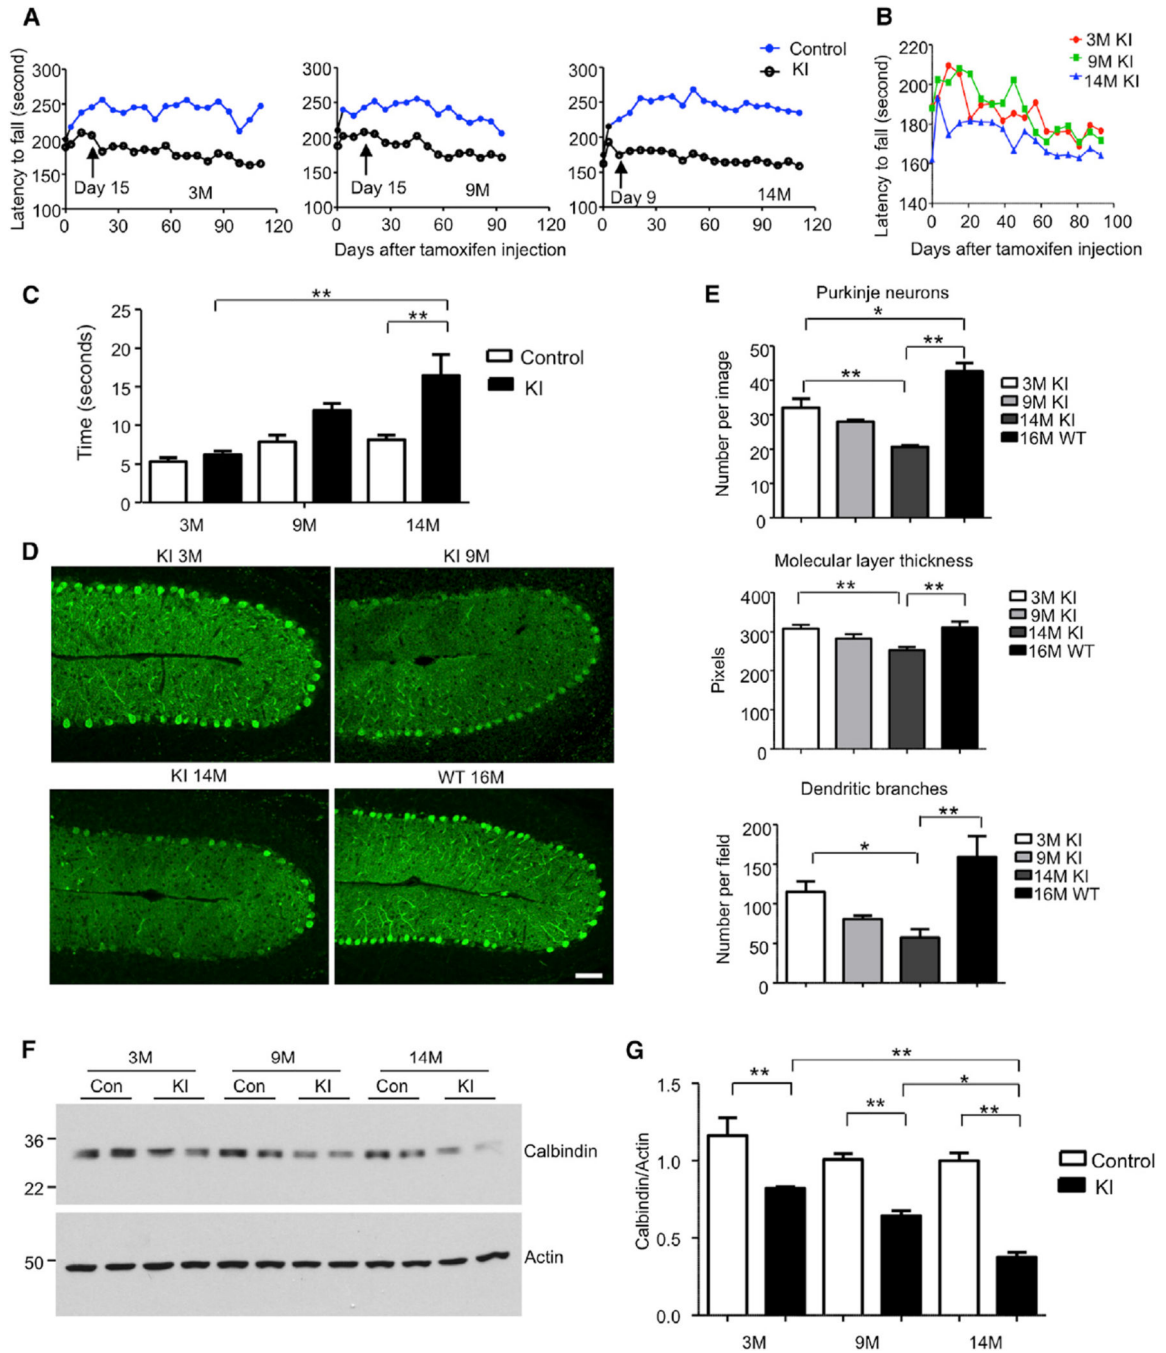 A
Latency to fall (second)
300
250
200
150
100
0 30 60 90 120
Day 15
3M
300
250
200
150
100
0 30 60 90 120
Day 15
9M
300
250
200
150
100
0 30 60 90 120
Day 9
14M
Control
KI
Days after tamoxifen injection
B
Latency to fall (second)
220
200
180
160
140
0 20 40 60 80 100
Days after tamoxifen injection
3M KI
9M KI
14M KI
C
Time (seconds)
25
20
15
10
5
0
**
**
Control
KI
3M 9M 14M
D
KI 3M KI 9M
KI 14M WT 16M
E
Purkinje neurons
Number per image
50
40
30
20
10
0
*
**
**
3M KI
9M KI
14M KI
16M WT
Molecular layer thickness
Pixels
400
300
200
100
0
** **
3M KI
9M KI
14M KI
16M WT
Dendritic branches
Number per field
200
150
100
50
0
**
*
3M KI
9M KI
14M KI
16M WT
F
3M 9M 14M
Con KI Con KI Con KI
36
22
Calbindin
50
Actin
G
Calbindin/Actin
1.5
1.0
0.5
0.0
**
**
*
**
**
Control
KI
3M 9M 14M